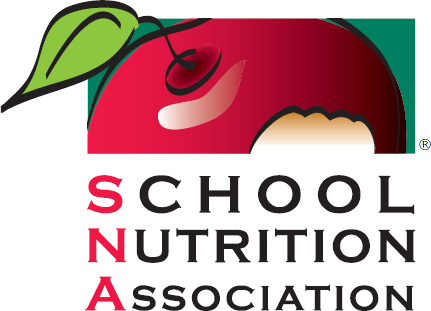 ®
SCHOOL
NUTRITION
ASSOCIATION